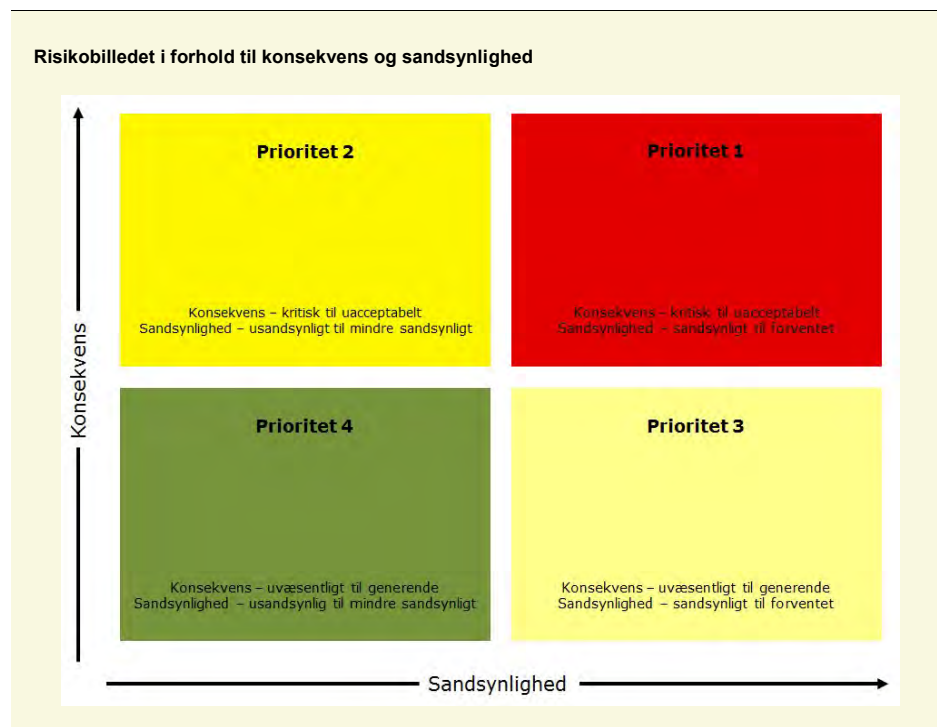 Risikobilledet i forhold til konsekvens og sandsynlighed
Prioritet 2
Konsekvens – kritisk til uacceptabelt
Sandsynlighed – usandsynligt til mindre sandsynligt
Prioritet 1
Konsekvens – kritisk til uacceptabelt
Sandsynlighed – sandsynligt til forventet
Konsekvens
Prioritet 4
Konsekvens – uvæsentligt til generende
Sandsynlighed – usandsynlig til mindre sandsynligt
Prioritet 3
Konsekvens – uvæsentligt til generende
Sandsynlighed – sandsynligt til forventet
Sandsynlighed